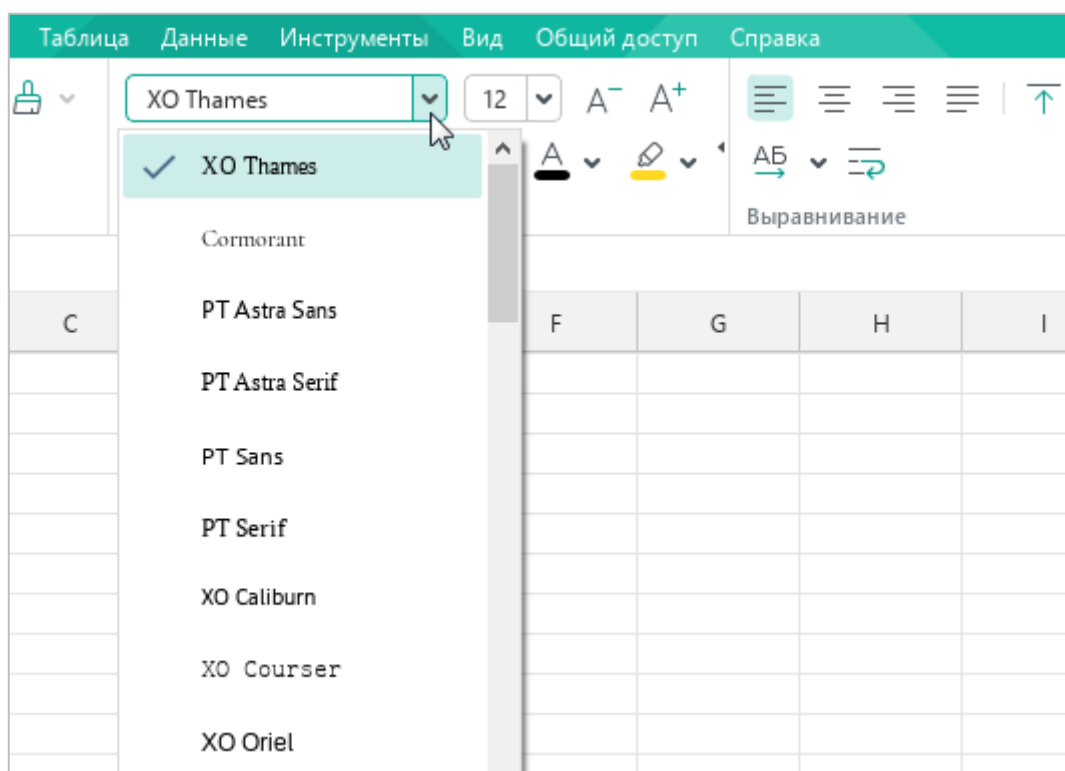 Таблица Данные Инструменты Вид Общий доступ Справка
XO Thames 12 A⁻ A⁺
XO Thames A АБ
Выравнивание
Cormorant
PT Astra Sans
C F G H I
PT Astra Serif
PT Sans
PT Serif
XO Caliburn
XO Courser
XO Oriel